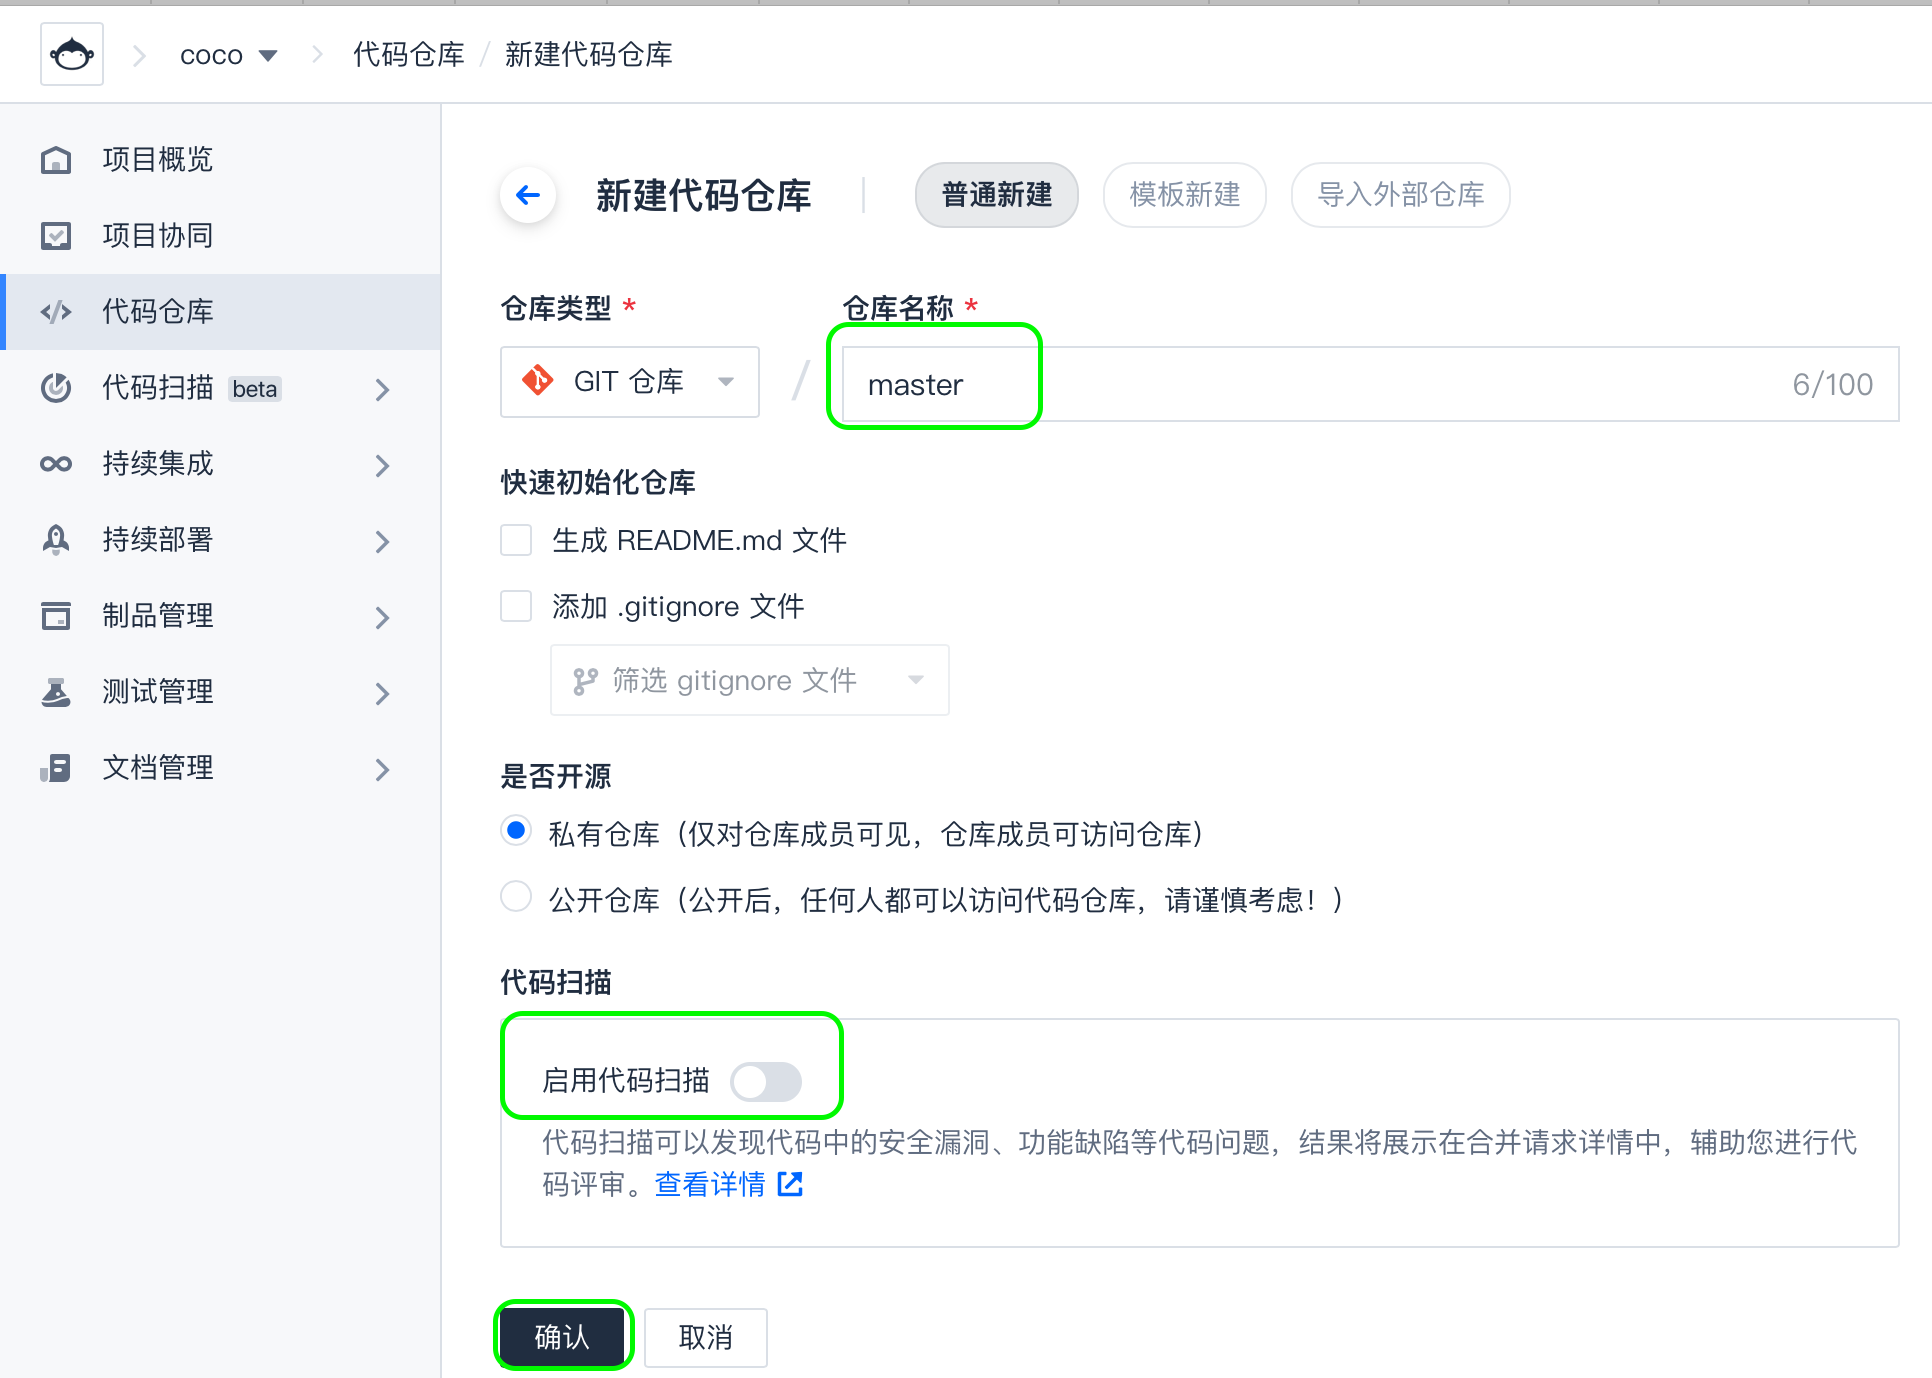 coco 代码仓库 / 新建代码仓库
项目概览
项目协同
代码仓库
代码扫描 beta
持续集成
持续部署
制品管理
测试管理
文档管理
新建代码仓库 普通新建 模板新建 导入外部仓库
仓库类型 * 仓库名称 *
GIT 仓库 / master 6/100
快速初始化仓库
生成 README.md 文件
添加 .gitignore 文件
筛选 gitignore 文件
是否开源
私有仓库（仅对仓库成员可见，仓库成员可访问仓库）
公开仓库（公开后，任何人都可以访问代码仓库，请谨慎考虑！）
代码扫描
启用代码扫描
代码扫描可以发现代码中的安全漏洞、功能缺陷等代码问题，结果将展示在合并请求详情中，辅助您进行代
码评审。查看详情
确认 取消